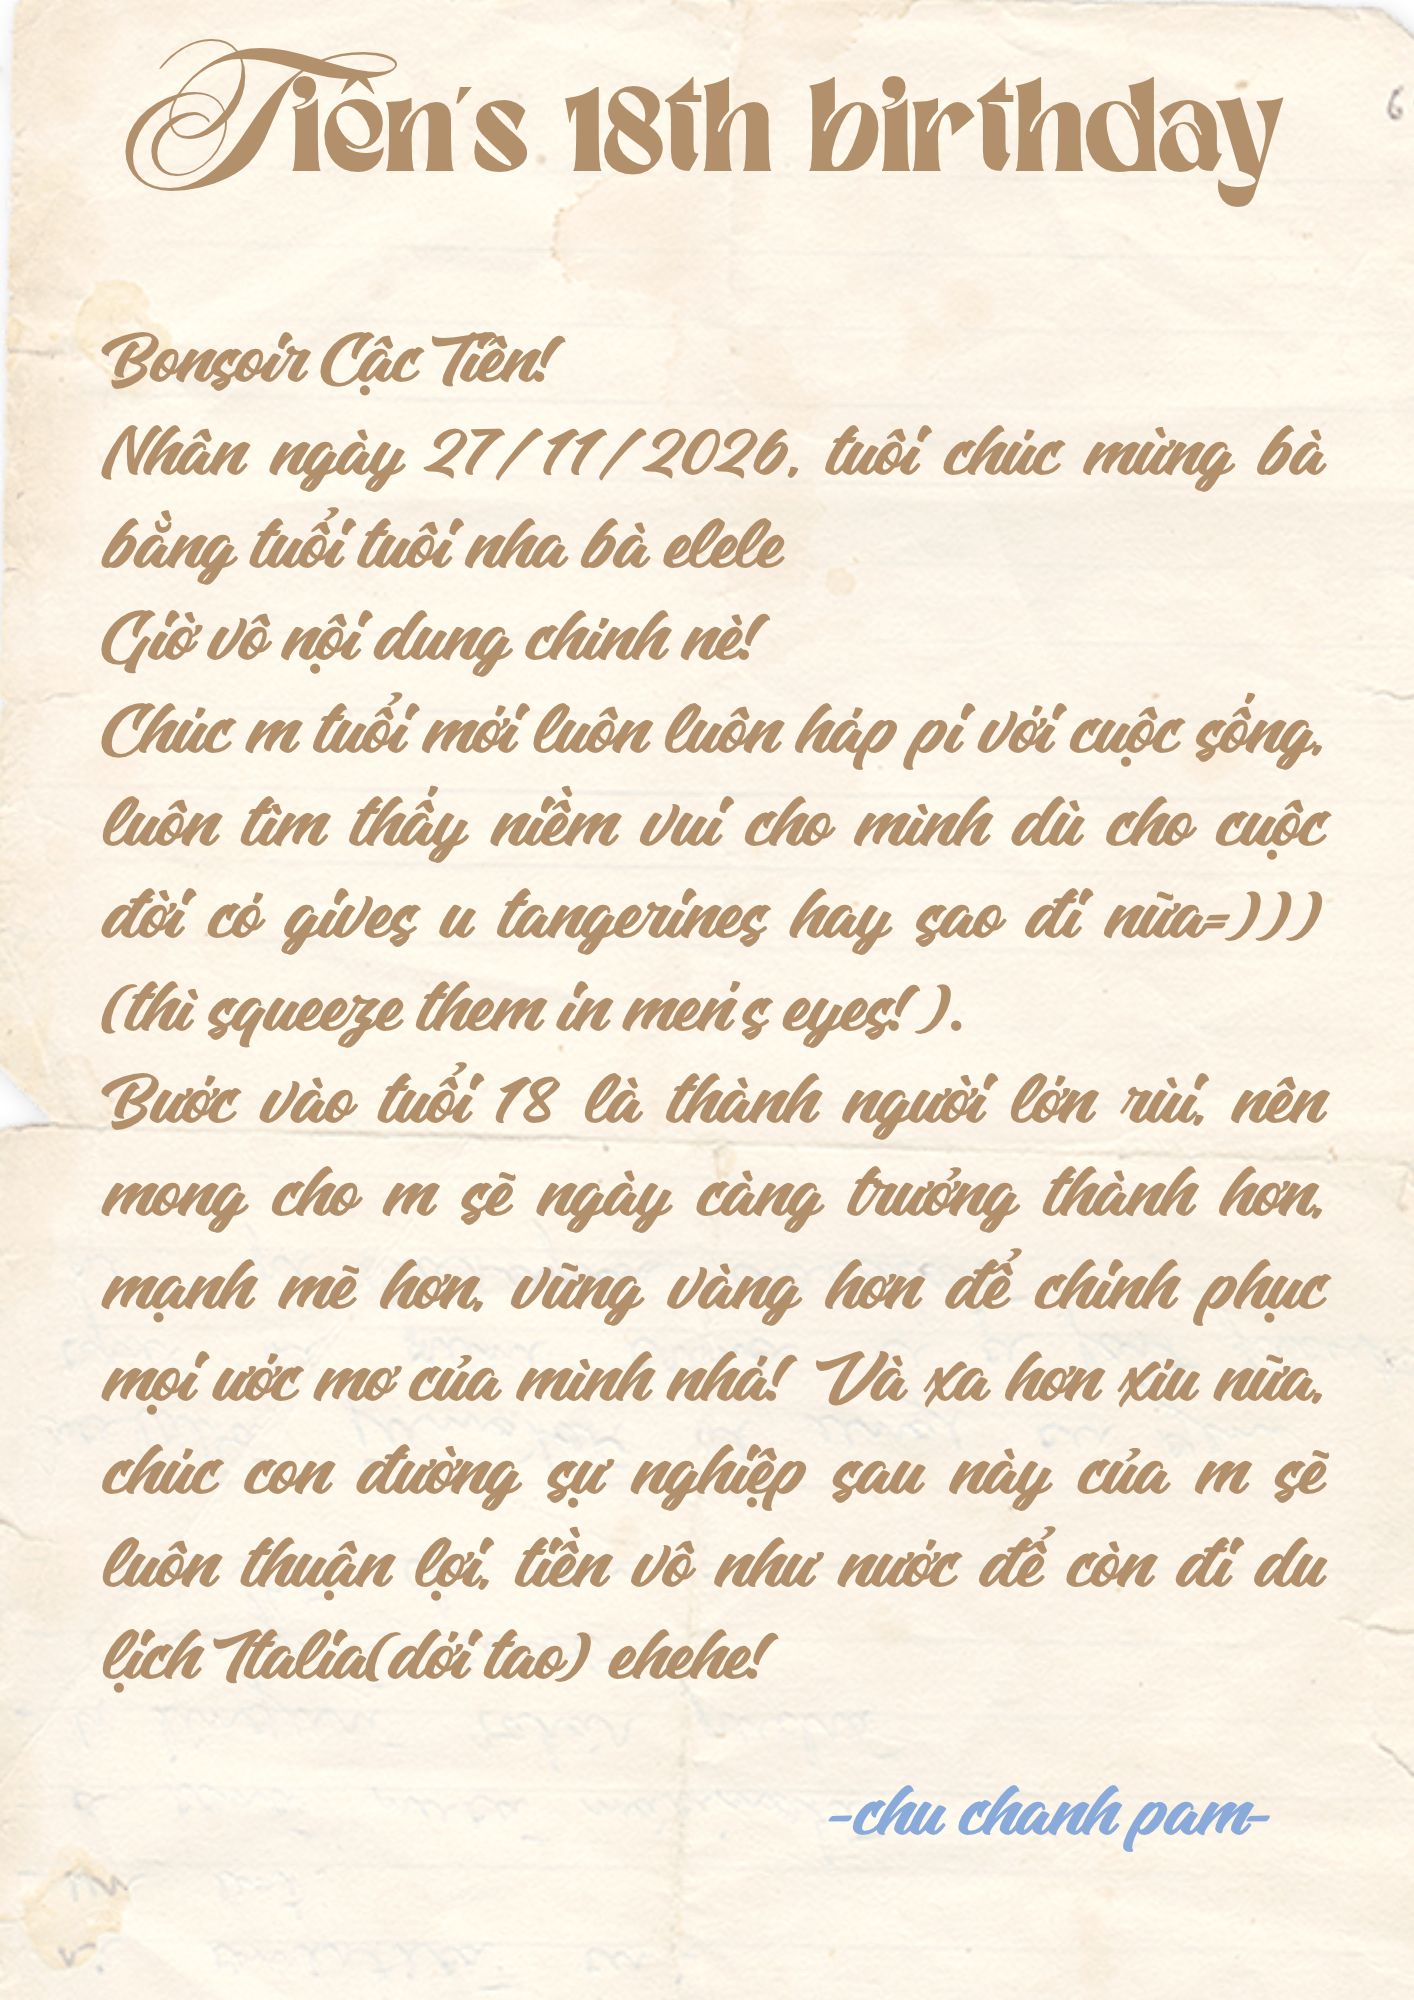 Tiên's 18th birthday
Bonsoir Cậc Tiên!
Nhân ngày 27/11/2026, tuôi chúc mừng bà
bằng tuổi tuôi nha bà elele
Giờ vô nội dung chính nè!
Chúc m tuổi mới luôn luôn háp pi với cuộc sống,
luôn tìm thấy niềm vui cho mình dù cho cuộc
đời có gives u tangerines hay sao đi nữa=)))
(thì squeeze them in men's eyes! ).
Bước vào tuổi 18 là thành người lớn rùi, nên
mong cho m sẽ ngày càng trưởng thành hơn,
mạnh mẽ hơn, vững vàng hơn để chinh phục
mọi ước mơ của mình nhá! Và xa hơn xíu nữa,
chúc con đường sự nghiệp sau này của m sẽ
luôn thuận lợi, tiền vô như nước để còn đi du
lịch Italia(dới tao) ehehe!
-chu chanh pam-